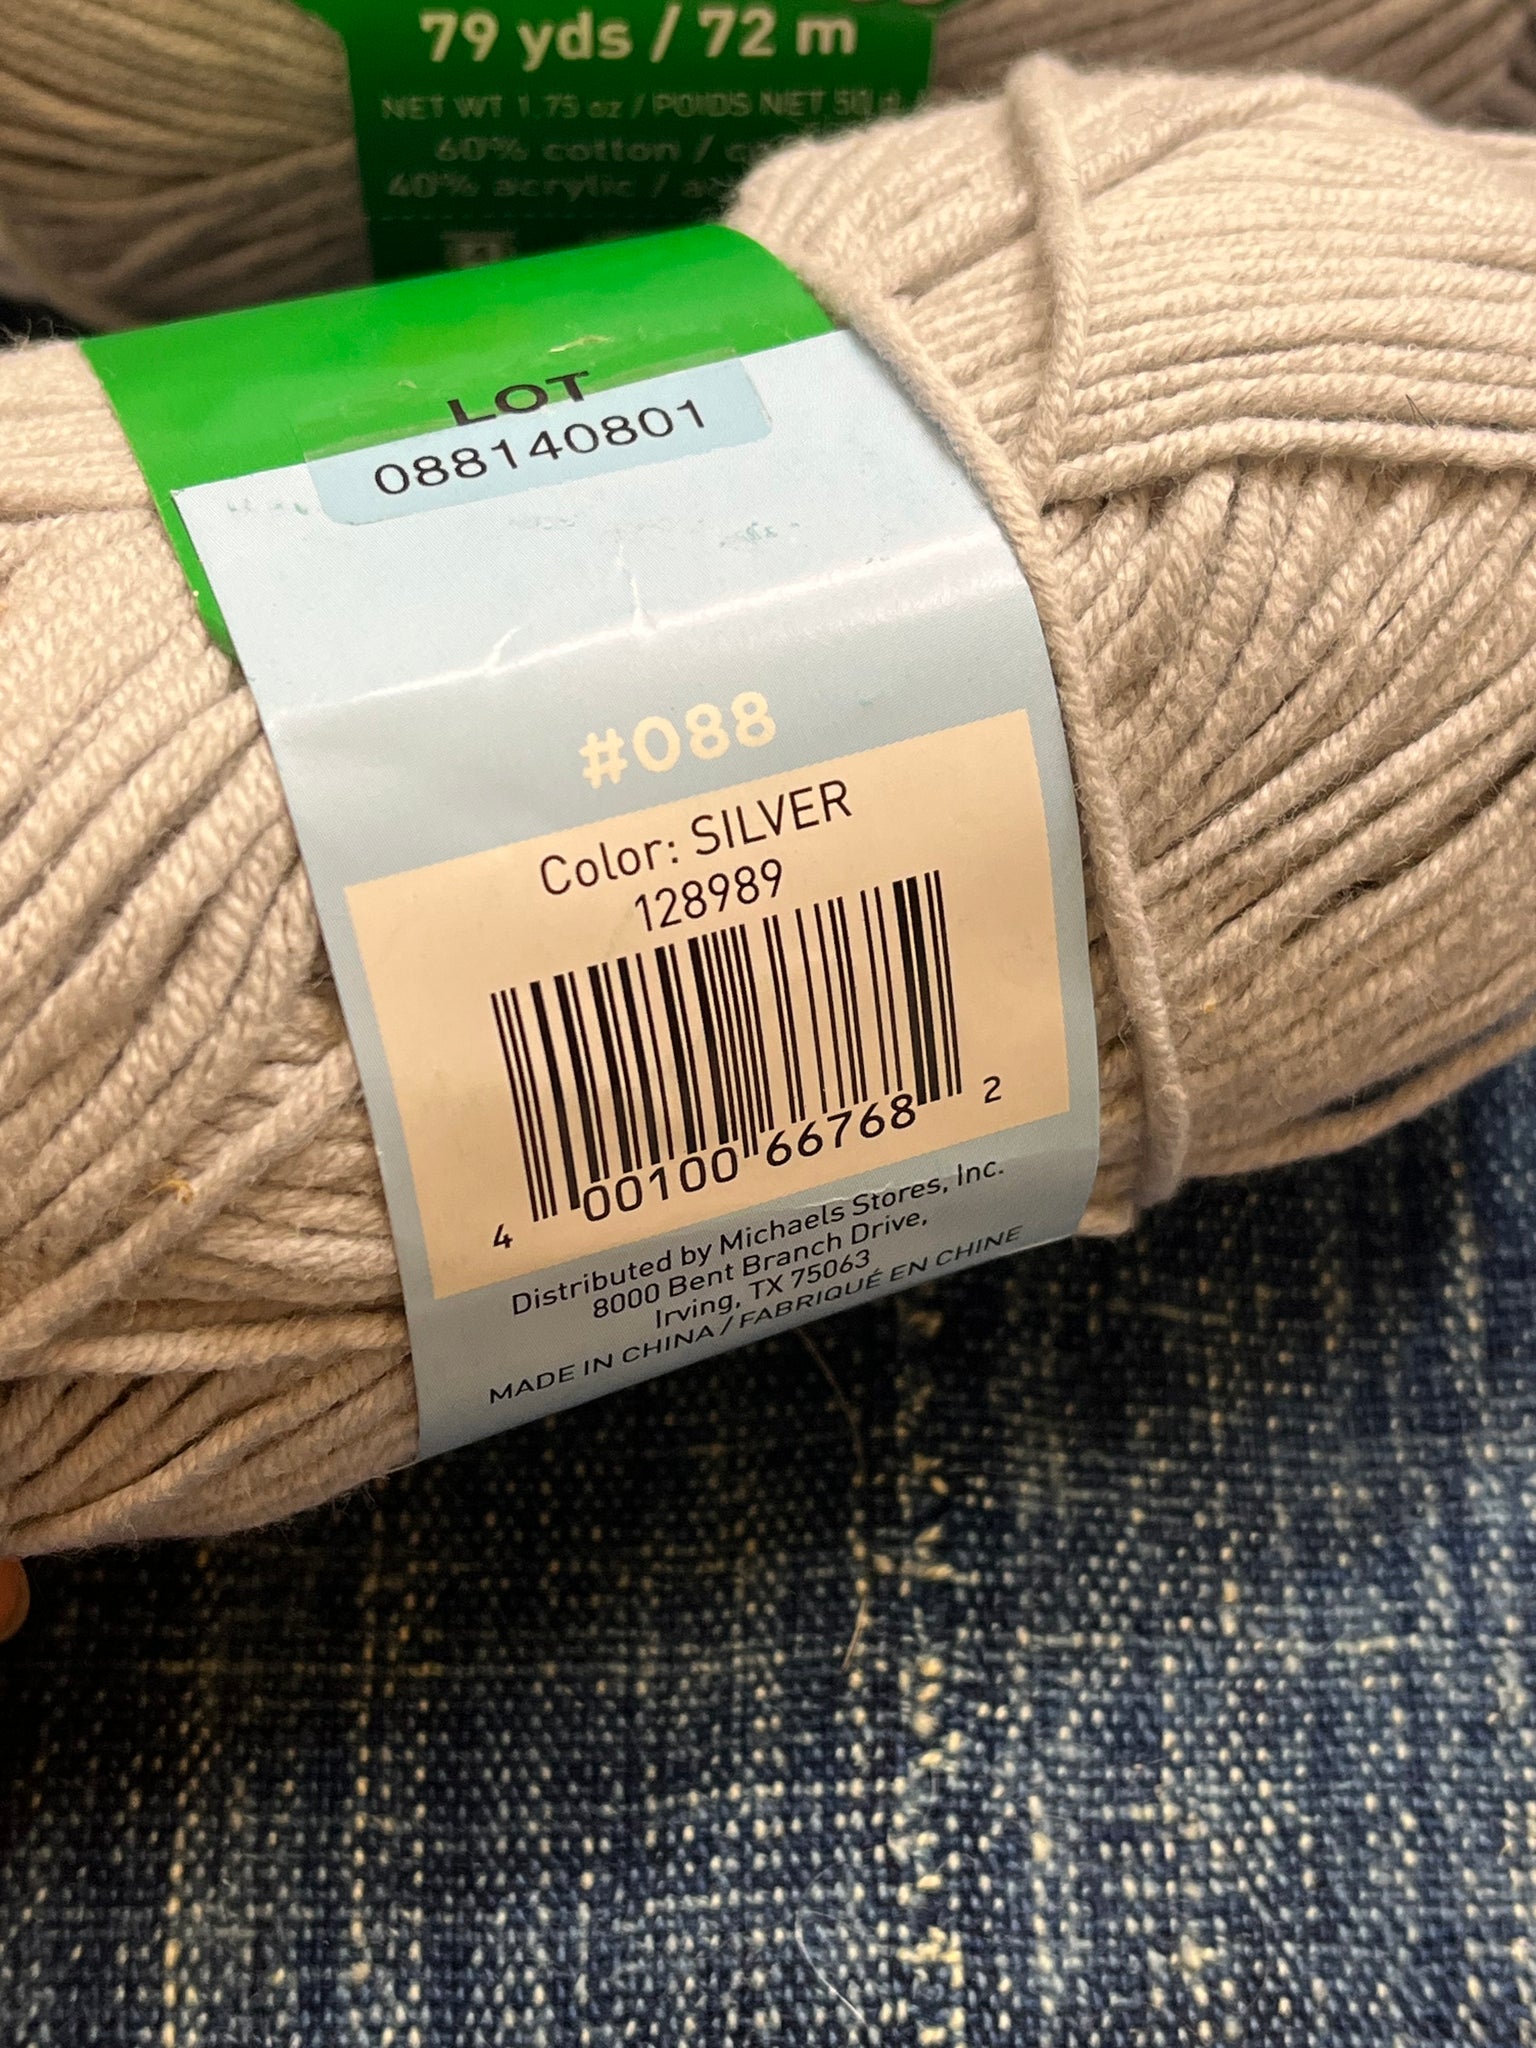 79 yds / 72 m
NET WT 1.75 oz / POIDS NET 50 g
60% cotton /
40% acrylic /
LOT
088140801
#088
Color: SILVER
128989
4 00100 66768 2
Distributed by Michaels Stores, Inc.
8000 Bent Branch Drive,
Irving, TX 75063
MADE IN CHINA / FABRIQUÉ EN CHINE